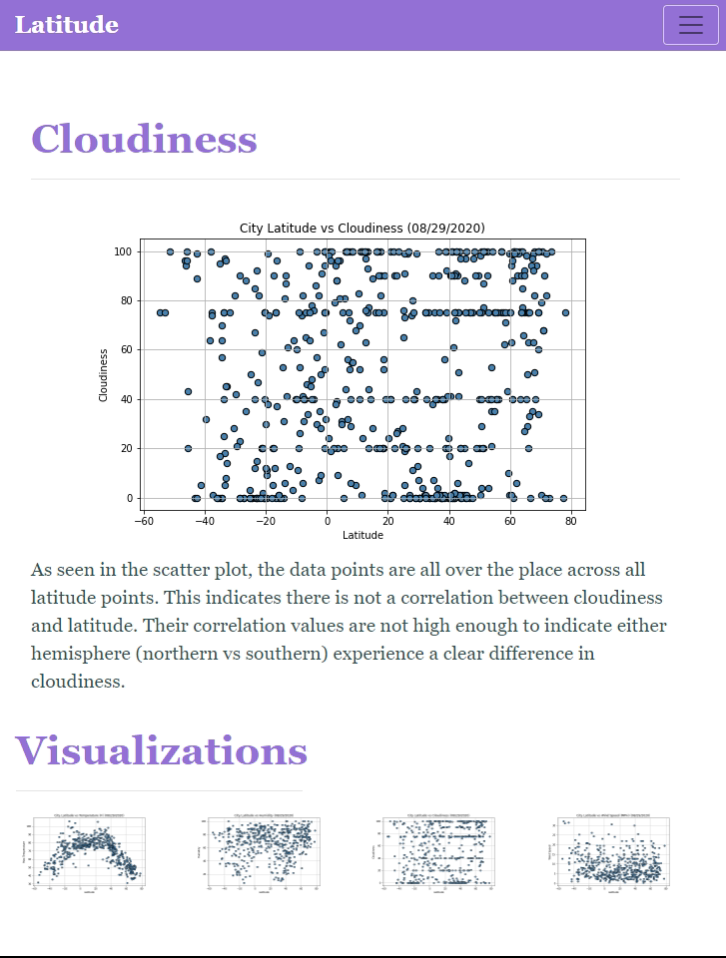 Latitude
Cloudiness
City Latitude vs Cloudiness (08/29/2020)
100
80
60
40
20
0
Cloudiness
−60
−40
−20
0
20
40
60
80
Latitude
As seen in the scatter plot, the data points are all over the place across all
latitude points. This indicates there is not a correlation between cloudiness
and latitude. Their correlation values are not high enough to indicate either
hemisphere (northern vs southern) experience a clear difference in
cloudiness.
Visualizations